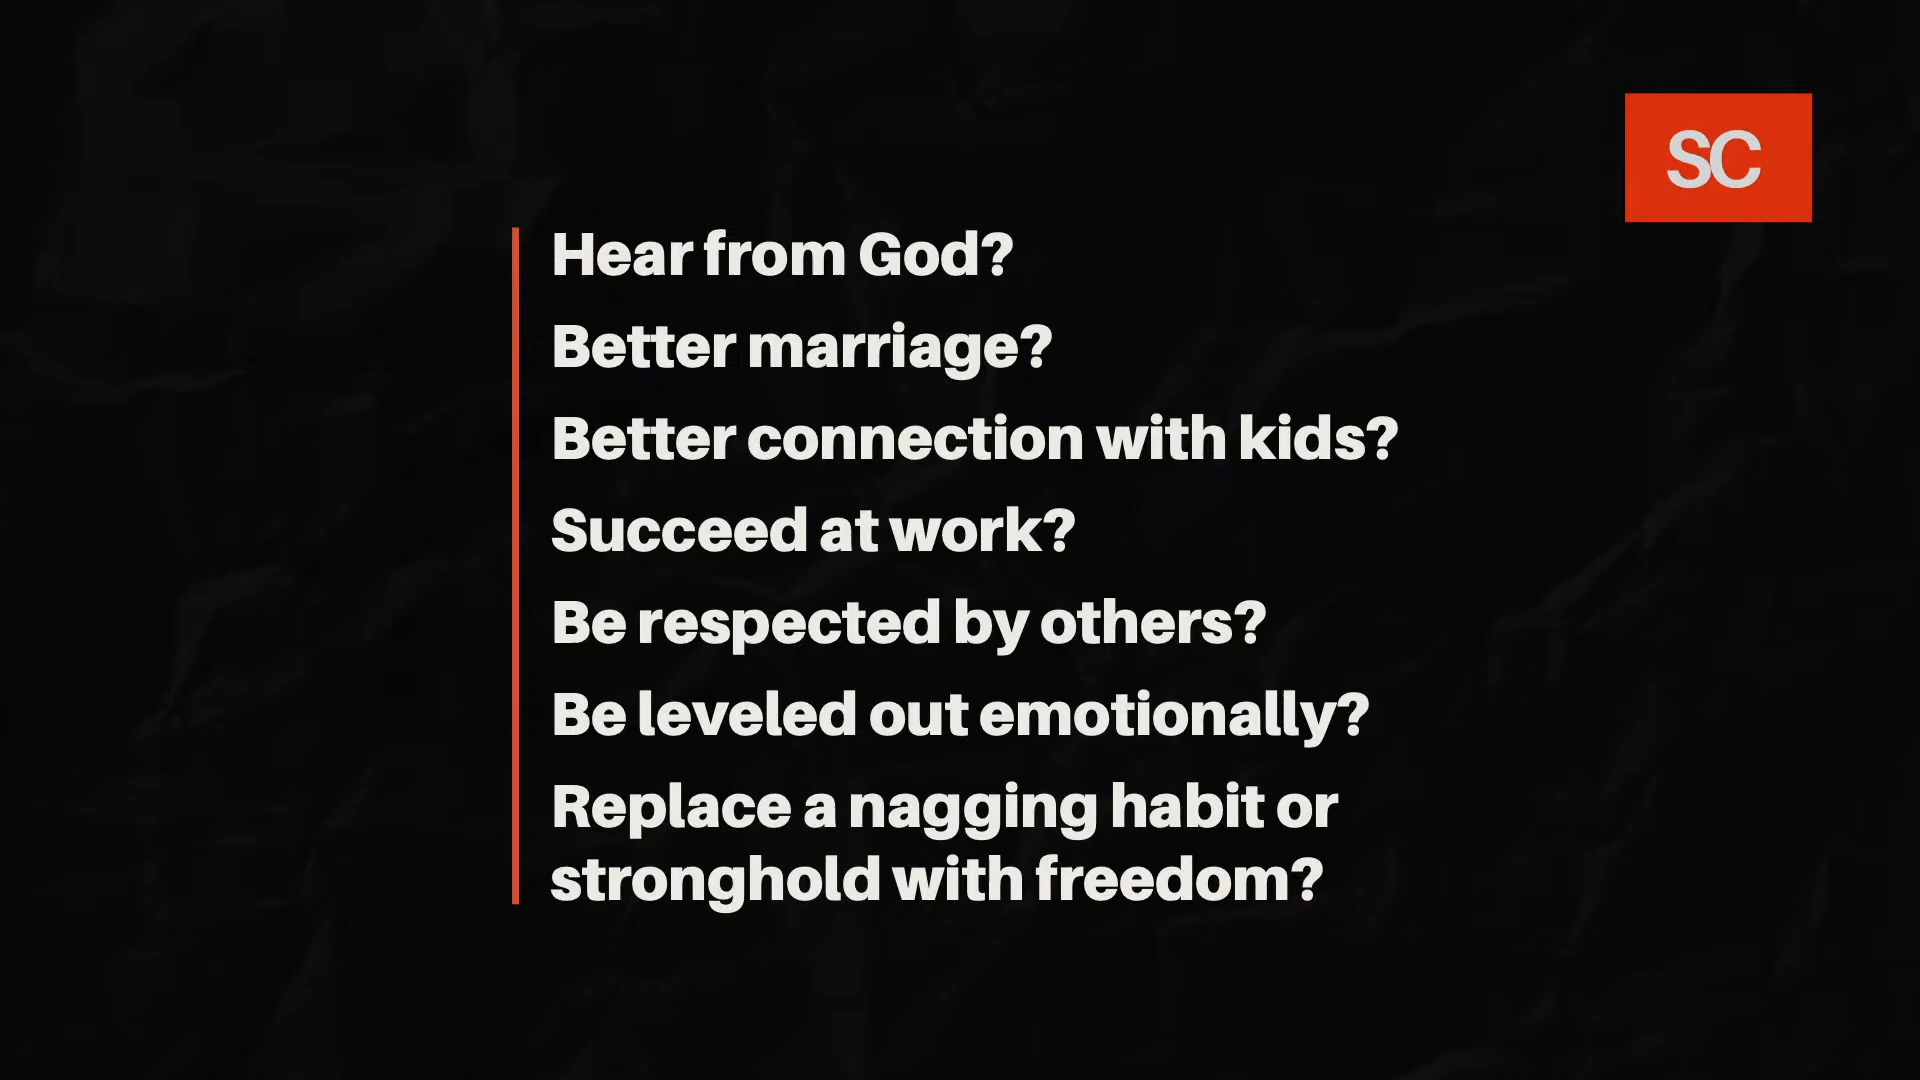 SC
Hear from God?
Better marriage?
Better connection with kids?
Succeed at work?
Be respected by others?
Be leveled out emotionally?
Replace a nagging habit or
stronghold with freedom?